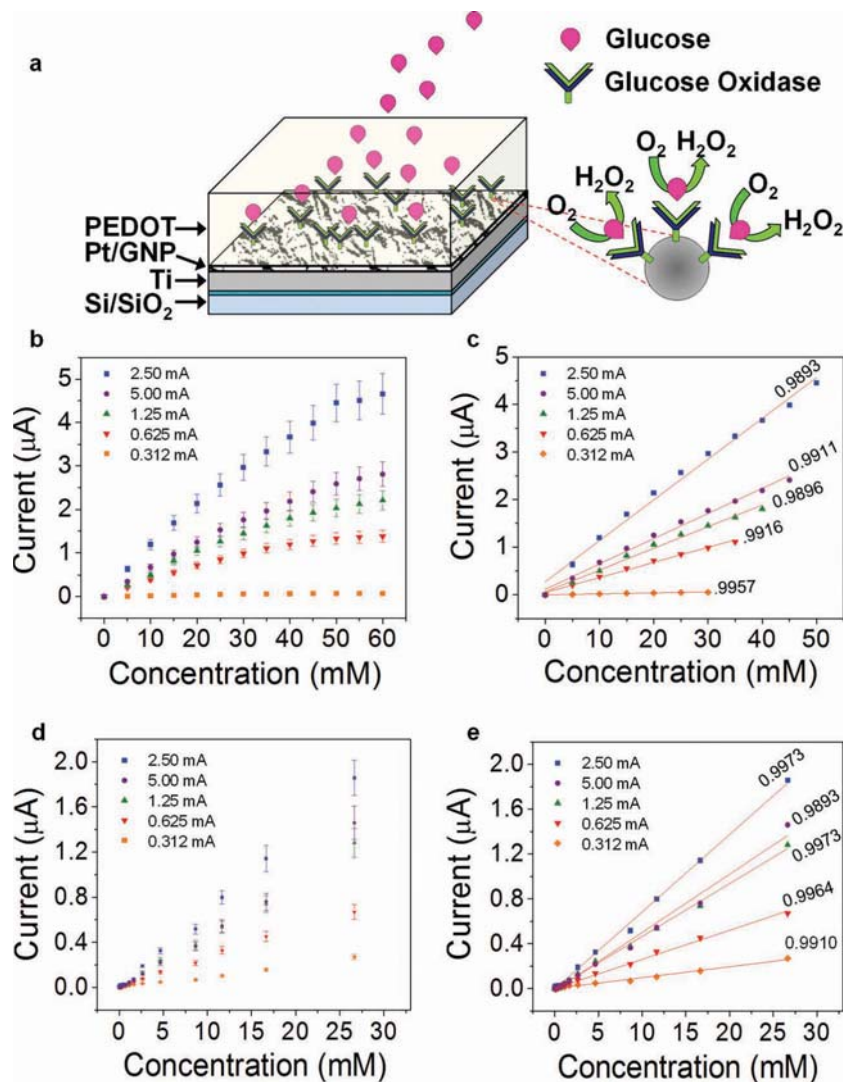 a
Glucose
Glucose Oxidase
O₂
H₂O₂
H₂O₂
O₂
O₂
H₂O₂
PEDOT
Pt/GNP
Ti
Si/SiO₂
b
5
4
3
2
1
0
Current (µA)
2.50 mA
5.00 mA
1.25 mA
0.625 mA
0.312 mA
0 10 20 30 40 50 60
Concentration (mM)
c
5
4
3
2
1
0
Current (µA)
2.50 mA
5.00 mA
1.25 mA
0.625 mA
0.312 mA
0.9893
0.9911
0.9896
.9916
.9957
0 10 20 30 40 50
Concentration (mM)
d
2.0
1.6
1.2
0.8
0.4
0.0
Current (µA)
2.50 mA
5.00 mA
1.25 mA
0.625 mA
0.312 mA
0 5 10 15 20 25 30
Concentration (mM)
e
2.0
1.6
1.2
0.8
0.4
0.0
Current (µA)
2.50 mA
5.00 mA
1.25 mA
0.625 mA
0.312 mA
0.9973
0.9893
0.9973
0.9964
0.9910
0 5 10 15 20 25 30
Concentration (mM)